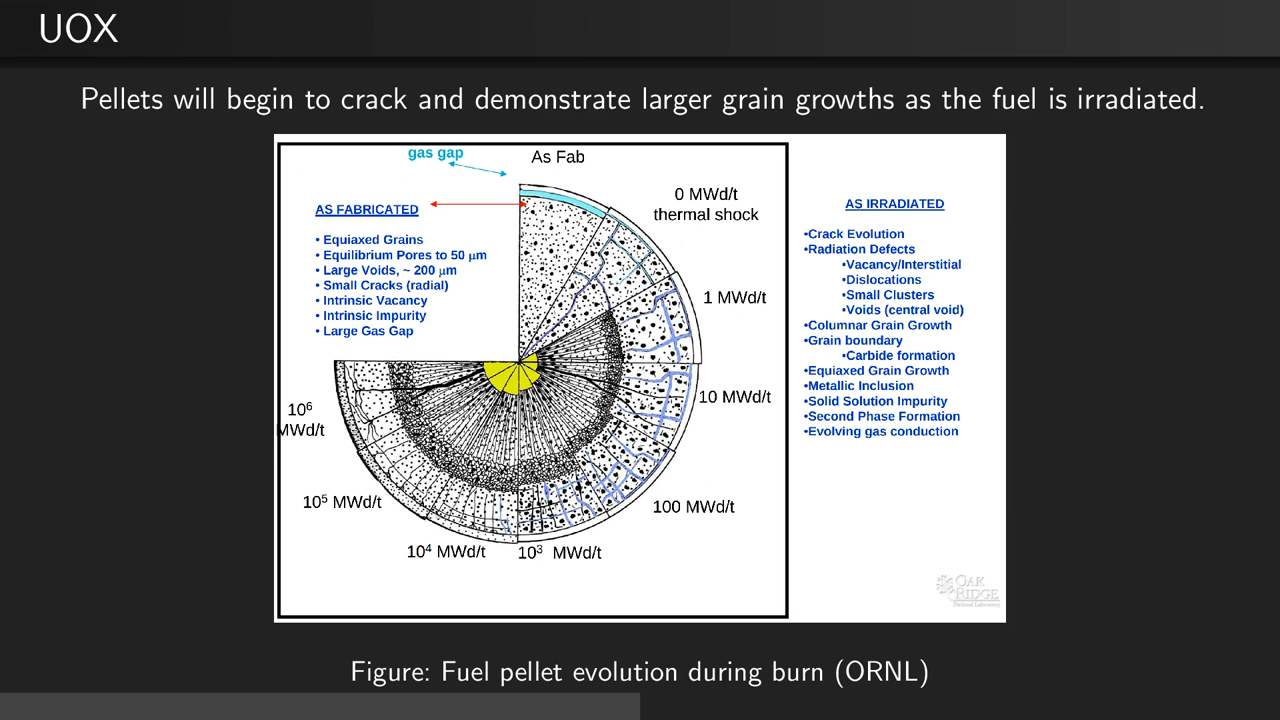 UOX
Pellets will begin to crack and demonstrate larger grain growths as the fuel is irradiated.
gas gap
As Fab
0 MWd/t
thermal shock
AS FABRICATED
• Equiaxed Grains
• Equilibrium Pores to 50 μm
• Large Voids, ~ 200 μm
• Small Cracks (radial)
• Intrinsic Vacancy
• Intrinsic Impurity
• Large Gas Gap
1 MWd/t
10 MWd/t
100 MWd/t
10³ MWd/t
10⁴ MWd/t
10⁵ MWd/t
10⁶
MWd/t
AS IRRADIATED
•Crack Evolution
•Radiation Defects
•Vacancy/Interstitial
•Dislocations
•Small Clusters
•Voids (central void)
•Columnar Grain Growth
•Grain boundary
•Carbide formation
•Equiaxed Grain Growth
•Metallic Inclusion
•Solid Solution Impurity
•Second Phase Formation
•Evolving gas conduction
OAK
RIDGE
National Laboratory
Figure: Fuel pellet evolution during burn (ORNL)